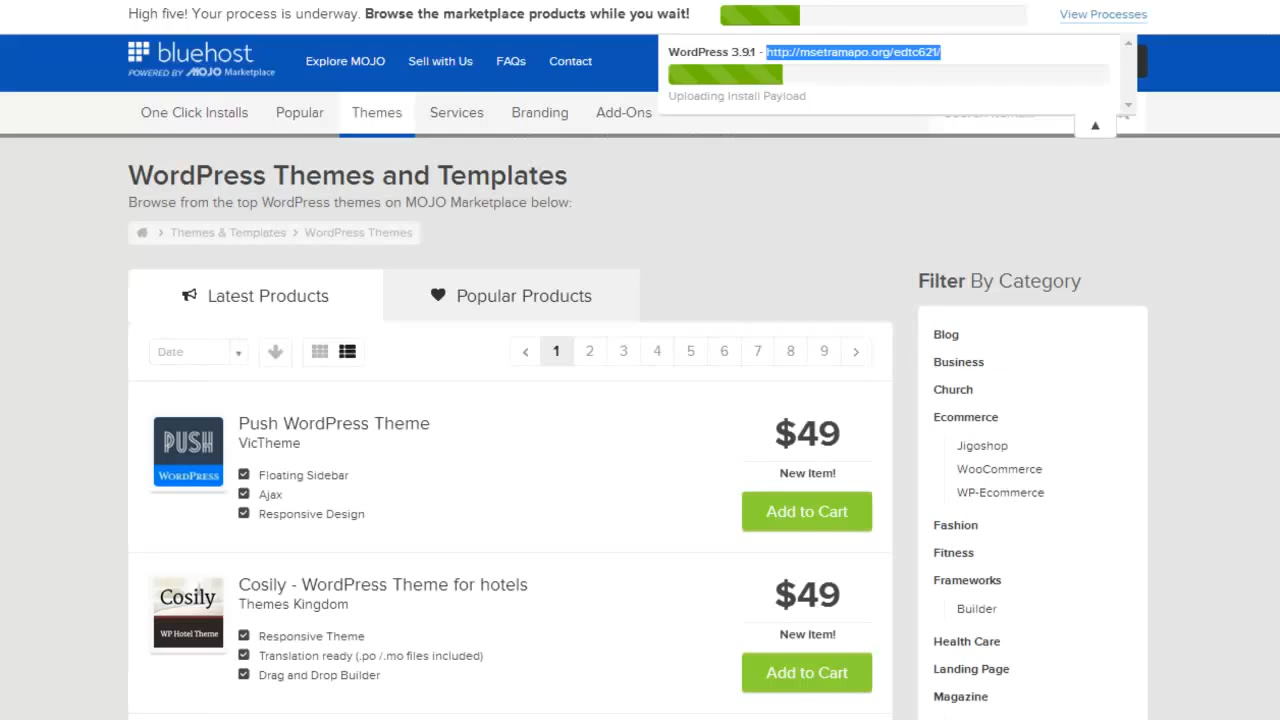 High five! Your process is underway. Browse the marketplace products while you wait!
View Processes
bluehost
POWERED BY MOJO Marketplace
Explore MOJO
Sell with Us
FAQs
Contact
WordPress 3.9.1 - http://msetramapo.org/edtc621/
Uploading Install Payload
One Click Installs
Popular
Themes
Services
Branding
Add-Ons
WordPress Themes and Templates
Browse from the top WordPress themes on MOJO Marketplace below:
Themes & Templates > WordPress Themes
Latest Products
Popular Products
Date
1 2 3 4 5 6 7 8 9
PUSH
WORDPRESS
Push WordPress Theme
VicTheme
Floating Sidebar
Ajax
Responsive Design
$49
New Item!
Add to Cart
Cosily
WP Hotel Theme
Cosily - WordPress Theme for hotels
Themes Kingdom
Responsive Theme
Translation ready (.po /.mo files included)
Drag and Drop Builder
$49
New Item!
Add to Cart
Filter By Category
Blog
Business
Church
Ecommerce
Jigoshop
WooCommerce
WP-Ecommerce
Fashion
Fitness
Frameworks
Builder
Health Care
Landing Page
Magazine